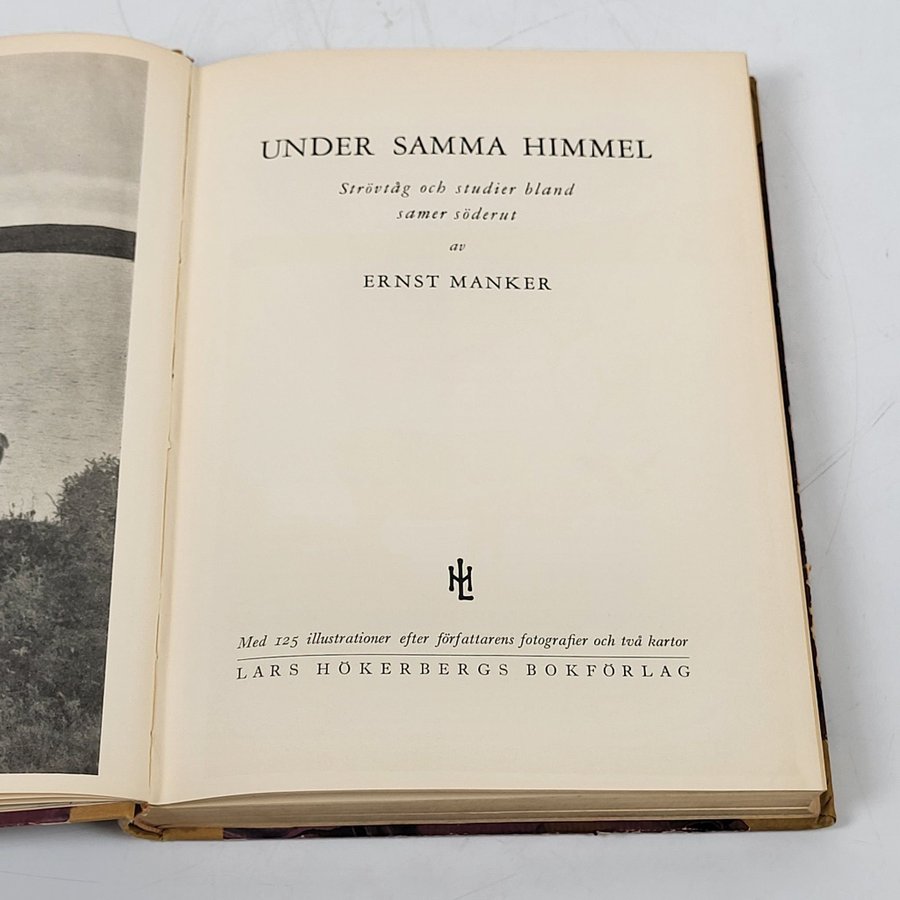 UNDER SAMMA HIMMEL
Strövtåg och studier bland
samer söderut
av
ERNST MANKER
LH
Med 125 illustrationer efter författarens fotografier och två kartor
LARS HÖKERBERGS BOKFÖRLAG